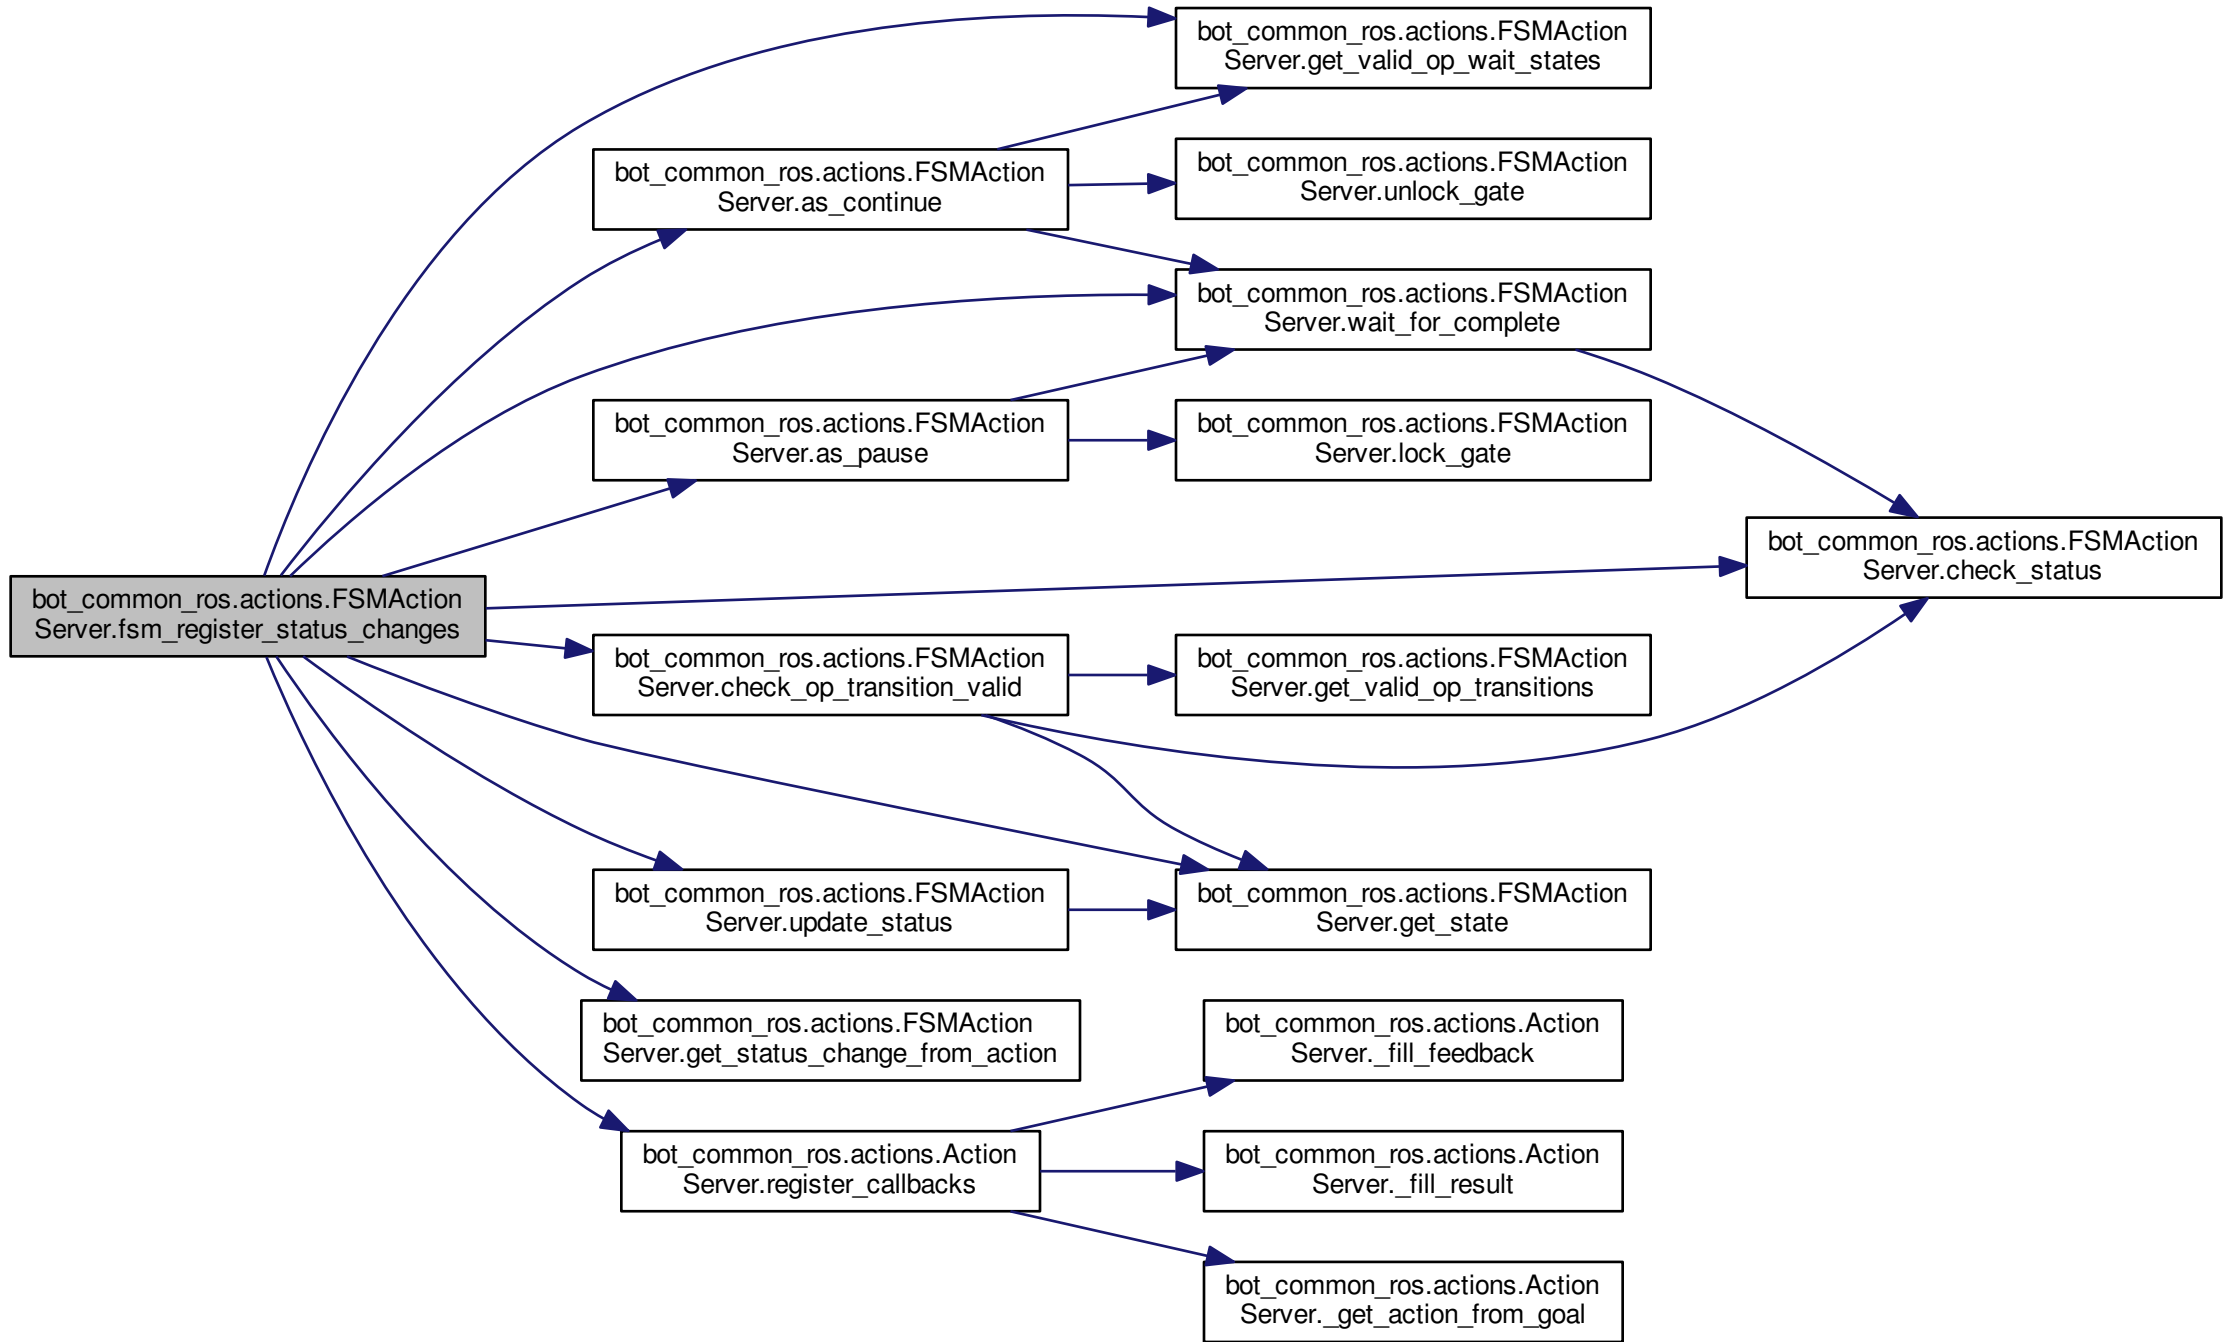 bot_common_ros.actions.FSMAction
Server.get_valid_op_wait_states
bot_common_ros.actions.FSMAction
Server.unlock_gate
bot_common_ros.actions.FSMAction
Server.as_continue
bot_common_ros.actions.FSMAction
Server.wait_for_complete
bot_common_ros.actions.FSMAction
Server.as_pause
bot_common_ros.actions.FSMAction
Server.lock_gate
bot_common_ros.actions.FSMAction
Server.check_status
bot_common_ros.actions.FSMAction
Server.fsm_register_status_changes
bot_common_ros.actions.FSMAction
Server.check_op_transition_valid
bot_common_ros.actions.FSMAction
Server.get_valid_op_transitions
bot_common_ros.actions.FSMAction
Server.update_status
bot_common_ros.actions.FSMAction
Server.get_state
bot_common_ros.actions.FSMAction
Server.get_status_change_from_action
bot_common_ros.actions.Action
Server._fill_feedback
bot_common_ros.actions.Action
Server.register_callbacks
bot_common_ros.actions.Action
Server._fill_result
bot_common_ros.actions.Action
Server._get_action_from_goal